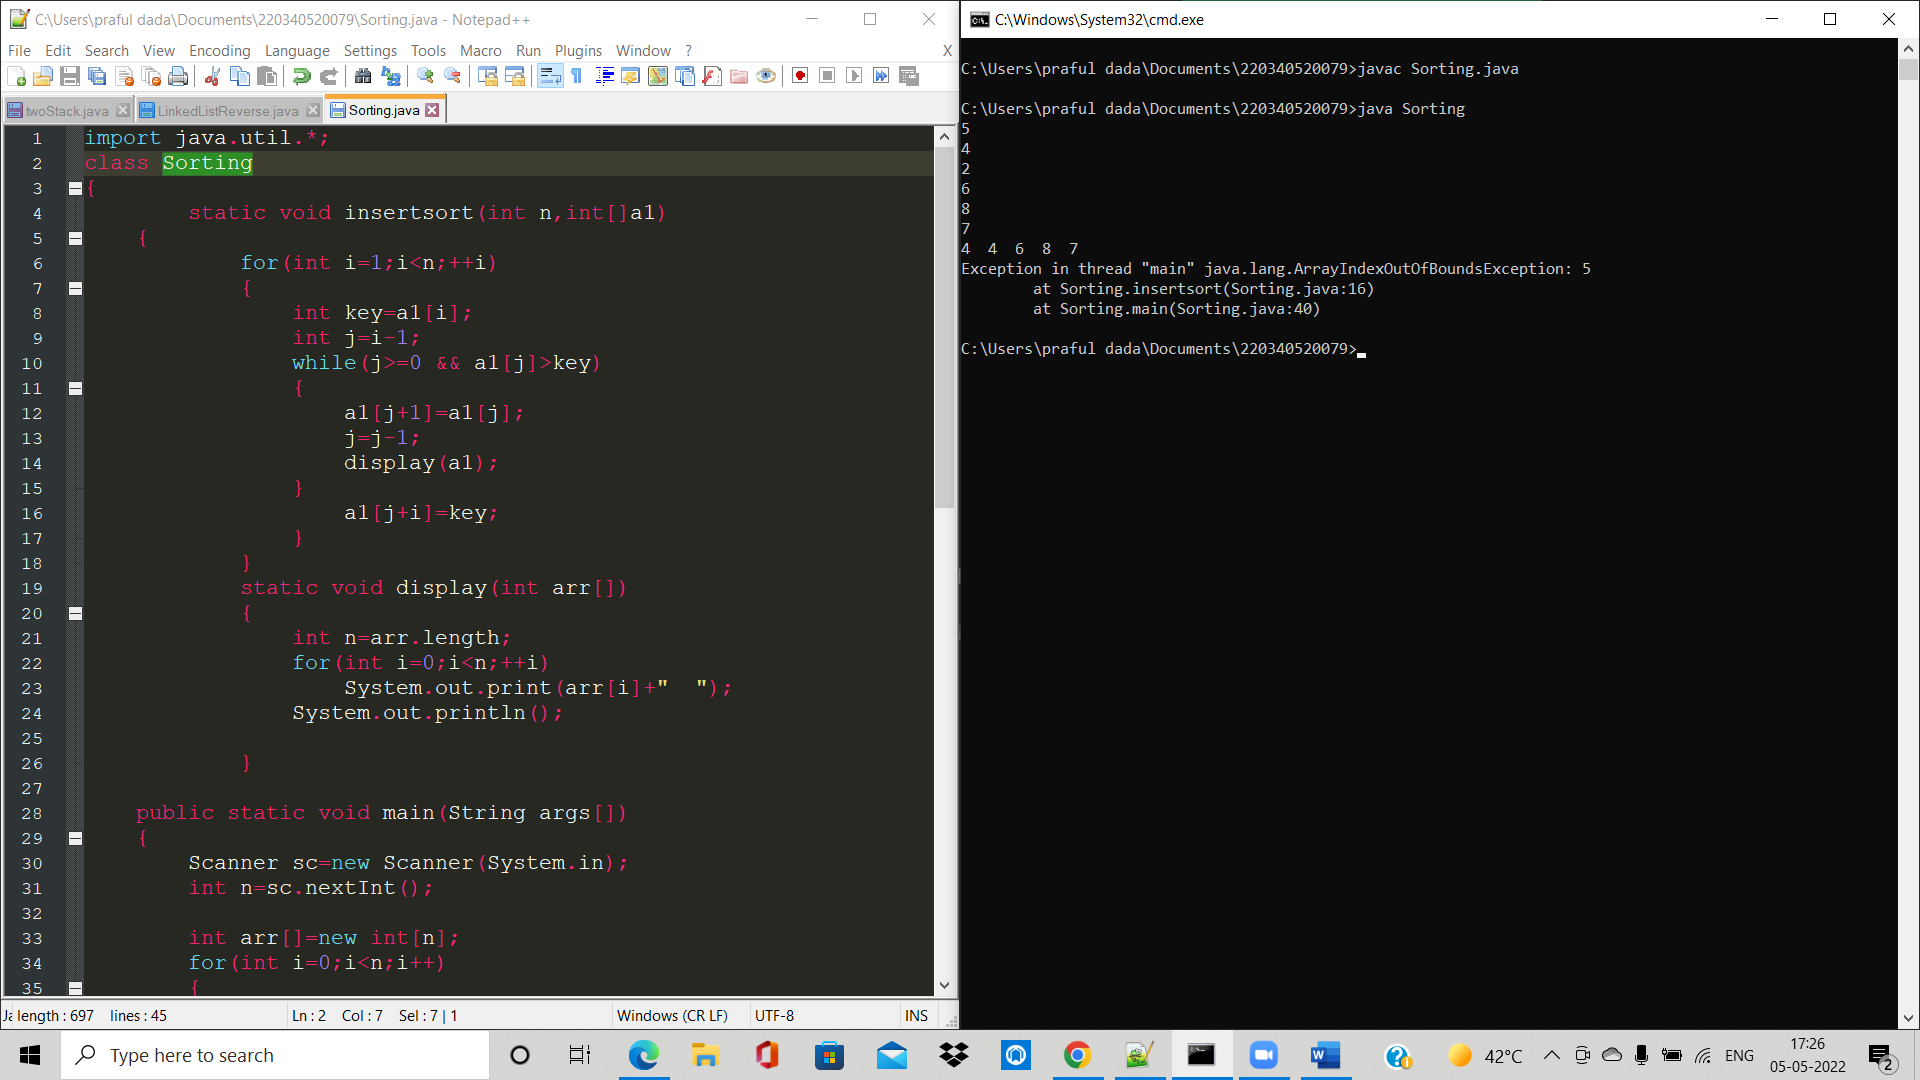 C:\Users\praful dada\Documents\220340520079\Sorting.java - Notepad++
File Edit Search View Encoding Language Settings Tools Macro Run Plugins Window ? X
twoStack.java LinkedListReverse.java Sorting.java
1 import java.util.*;
2 class Sorting
3 {
4 static void insertsort(int n,int[]a1)
5 {
6 for(int i=1;i<n;++i)
7 {
8 int key=a1[i];
9 int j=i-1;
10 while(j>=0 && a1[j]>key)
11 {
12 a1[j+1]=a1[j];
13 j=j-1;
14 display(a1);
15 }
16 a1[j+i]=key;
17 }
18 }
19 static void display(int arr[])
20 {
21 int n=arr.length;
22 for(int i=0;i<n;++i)
23 System.out.print(arr[i]+"  ");
24 System.out.println();
25
26 }
27
28 public static void main(String args[])
29 {
30 Scanner sc=new Scanner(System.in);
31 int n=sc.nextInt();
32
33 int arr[]=new int[n];
34 for(int i=0;i<n;i++)
35 {
length : 697 lines : 45 Ln : 2 Col : 7 Sel : 7 | 1 Windows (CR LF) UTF-8 INS
C:\Windows\System32\cmd.exe
C:\Users\praful dada\Documents\220340520079>javac Sorting.java
C:\Users\praful dada\Documents\220340520079>java Sorting
5
4
2
6
8
7
4  4  6  8  7
Exception in thread "main" java.lang.ArrayIndexOutOfBoundsException: 5
at Sorting.insertsort(Sorting.java:16)
at Sorting.main(Sorting.java:40)
C:\Users\praful dada\Documents\220340520079>
Type here to search
42°C ENG 17:26
05-05-2022
2